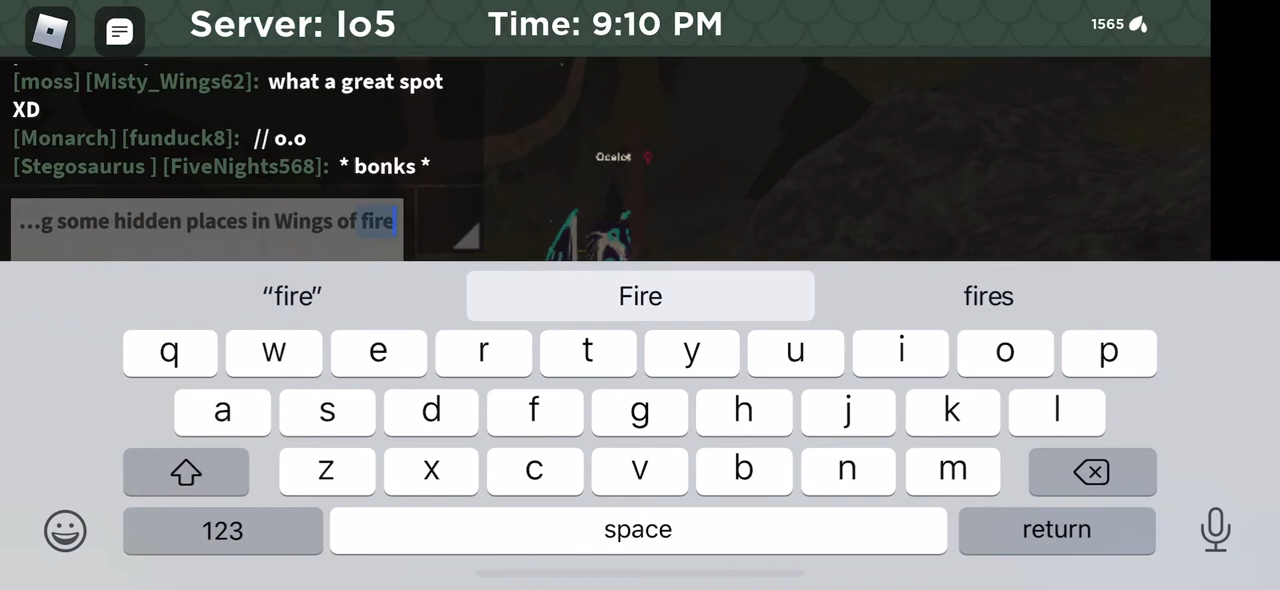 Server: Io5
Time: 9:10 PM
1565
[moss] [Misty_Wings62]: what a great spot
XD
[Monarch] [funduck8]: // o.o
[Stegosaurus ] [FiveNights568]: * bonks *
Ocelot
...g some hidden places in Wings of fire
“fire”
Fire
fires
q w e r t y u i o p
a s d f g h j k l
z x c v b n m
123
space
return